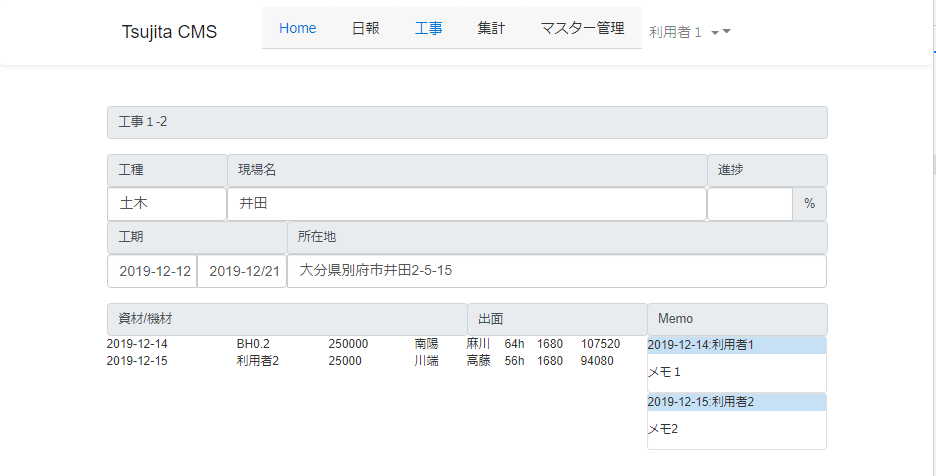 Tsujita CMS Home 日報 工事 集計 マスター管理 利用者１
工事１-2
工種 現場名 進捗
土木 井田 %
工期 所在地
2019-12-12 2019-12/21 大分県別府市井田2-5-15
資材/機材 出面 Memo
2019-12-14 BH0.2 250000 南陽 麻川 64h 1680 107520 2019-12-14:利用者1
2019-12-15 利用者2 25000 川端 高藤 56h 1680 94080
メモ１
2019-12-15:利用者2
メモ2